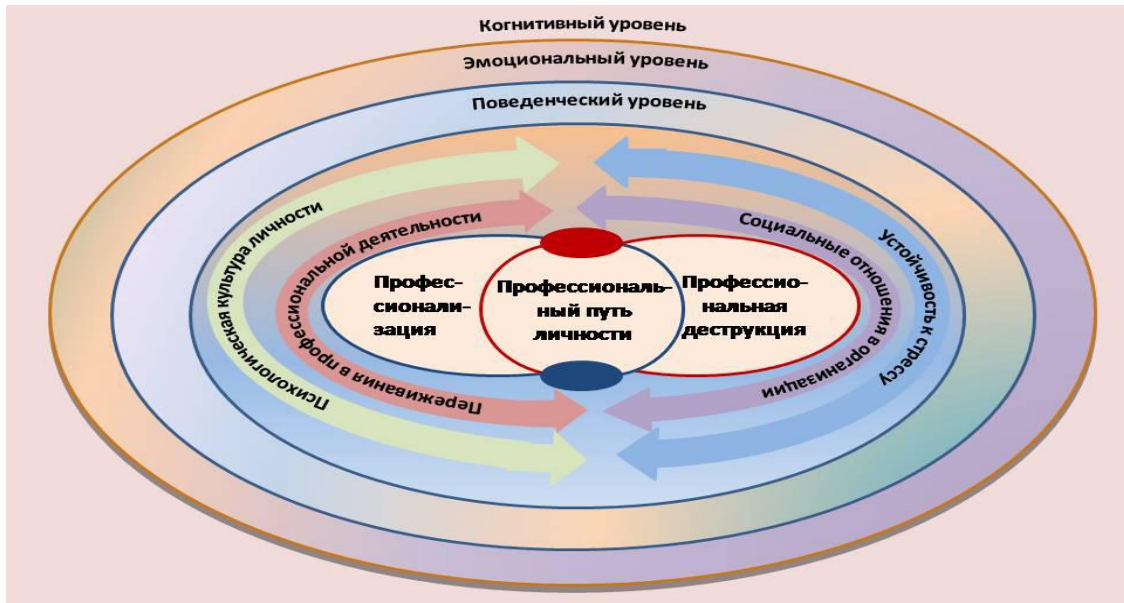 Когнитивный уровень
Эмоциональный уровень
Поведенческий уровень
Психологическая культура личности
Переживания в профессиональной деятельности
Социальные отношения в организации
Устойчивость к стрессу
Профес-
сионали-
зация
Профессиональ-
ный путь
личности
Профессио-
нальная
деструкция